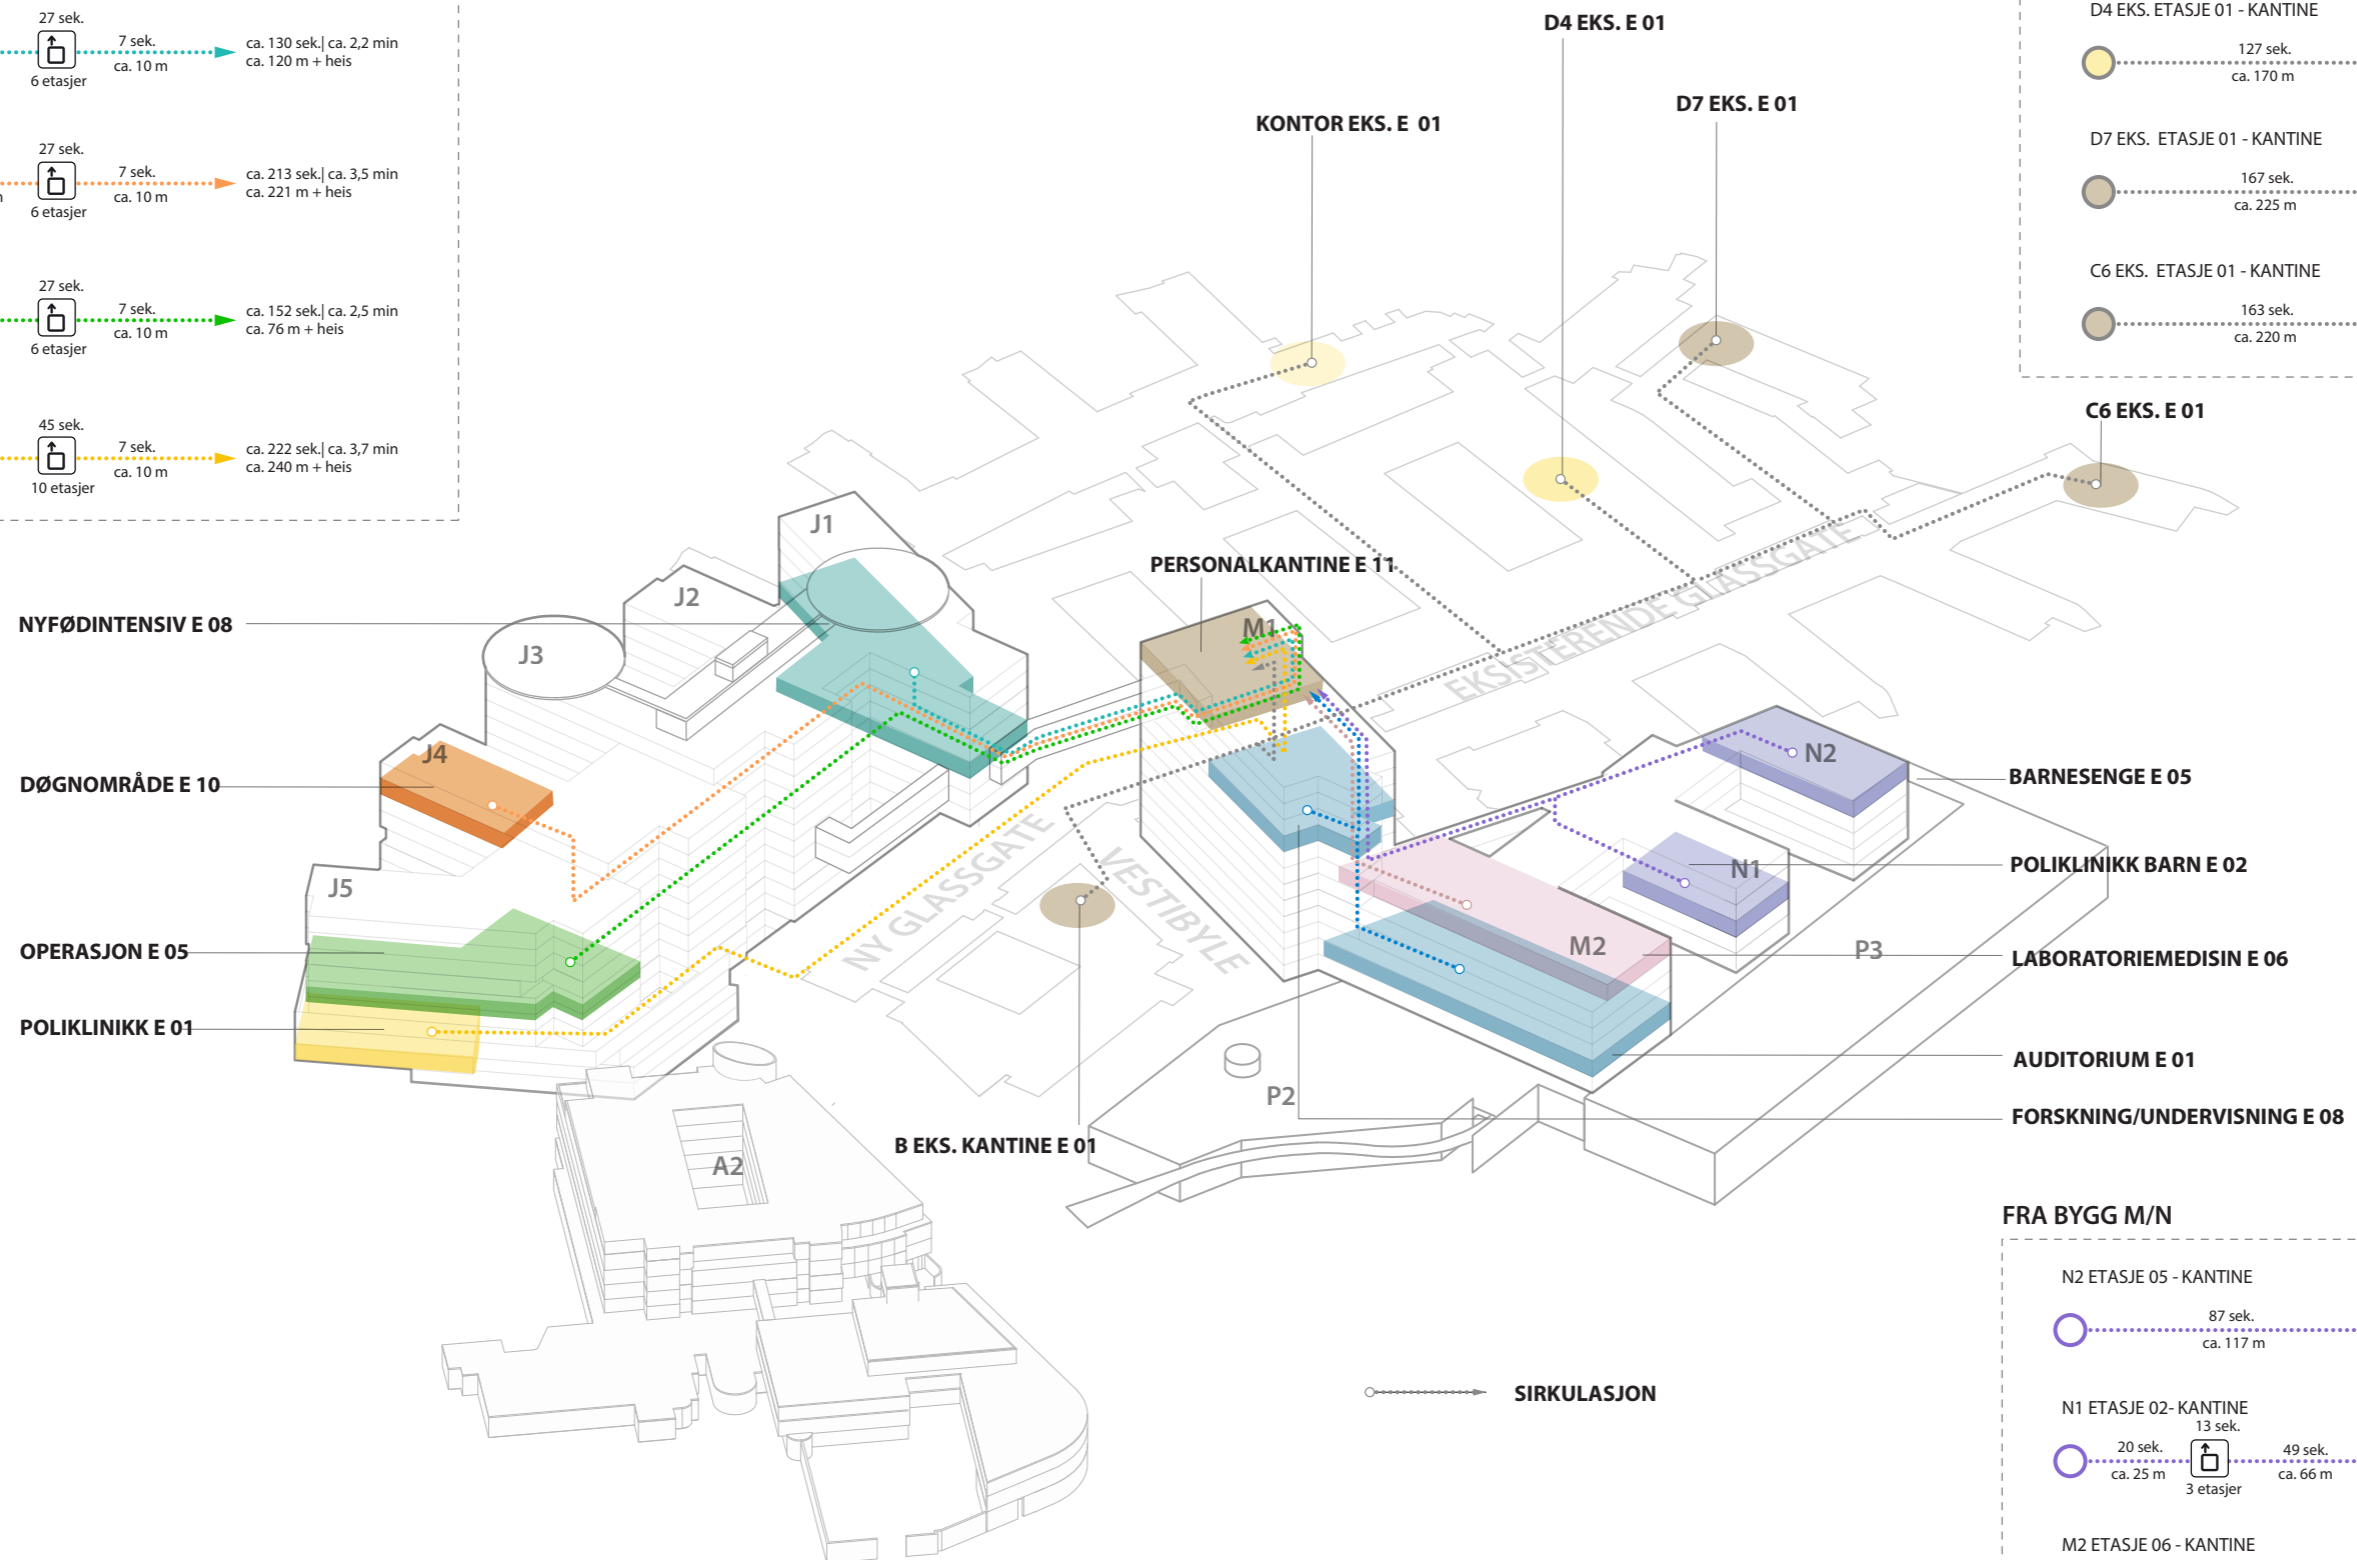 27 sek.
7 sek.
ca. 10 m
6 etasjer
ca. 130 sek.| ca. 2,2 min
ca. 120 m + heis
27 sek.
7 sek.
ca. 10 m
6 etasjer
ca. 213 sek.| ca. 3,5 min
ca. 221 m + heis
27 sek.
7 sek.
ca. 10 m
6 etasjer
ca. 152 sek.| ca. 2,5 min
ca. 76 m + heis
45 sek.
7 sek.
ca. 10 m
10 etasjer
ca. 222 sek.| ca. 3,7 min
ca. 240 m + heis
D4 EKS. E 01
KONTOR EKS. E 01
D7 EKS. E 01
C6 EKS. E 01
D4 EKS. ETASJE 01 - KANTINE
127 sek.
ca. 170 m
D7 EKS. ETASJE 01 - KANTINE
167 sek.
ca. 225 m
C6 EKS. ETASJE 01 - KANTINE
163 sek.
ca. 220 m
J1
J2
J3
J4
J5
PERSONALKANTINE E 11
M1
EKSISTERENDE GLASSGATE
NYFØDINTENSIV E 08
DØGNOMRÅDE E 10
OPERASJON E 05
POLIKLINIKK E 01
NY GLASSGATE
VESTIBYLE
N2
N1
M2
P3
P2
A2
BARNESENGE E 05
POLIKLINIKK BARN E 02
LABORATORIEMEDISIN E 06
AUDITORIUM E 01
FORSKNING/UNDERVISNING E 08
B EKS. KANTINE E 01
SIRKULASJON
FRA BYGG M/N
N2 ETASJE 05 - KANTINE
87 sek.
ca. 117 m
N1 ETASJE 02- KANTINE
13 sek.
20 sek.
ca. 25 m
3 etasjer
49 sek.
ca. 66 m
M2 ETASJE 06 - KANTINE